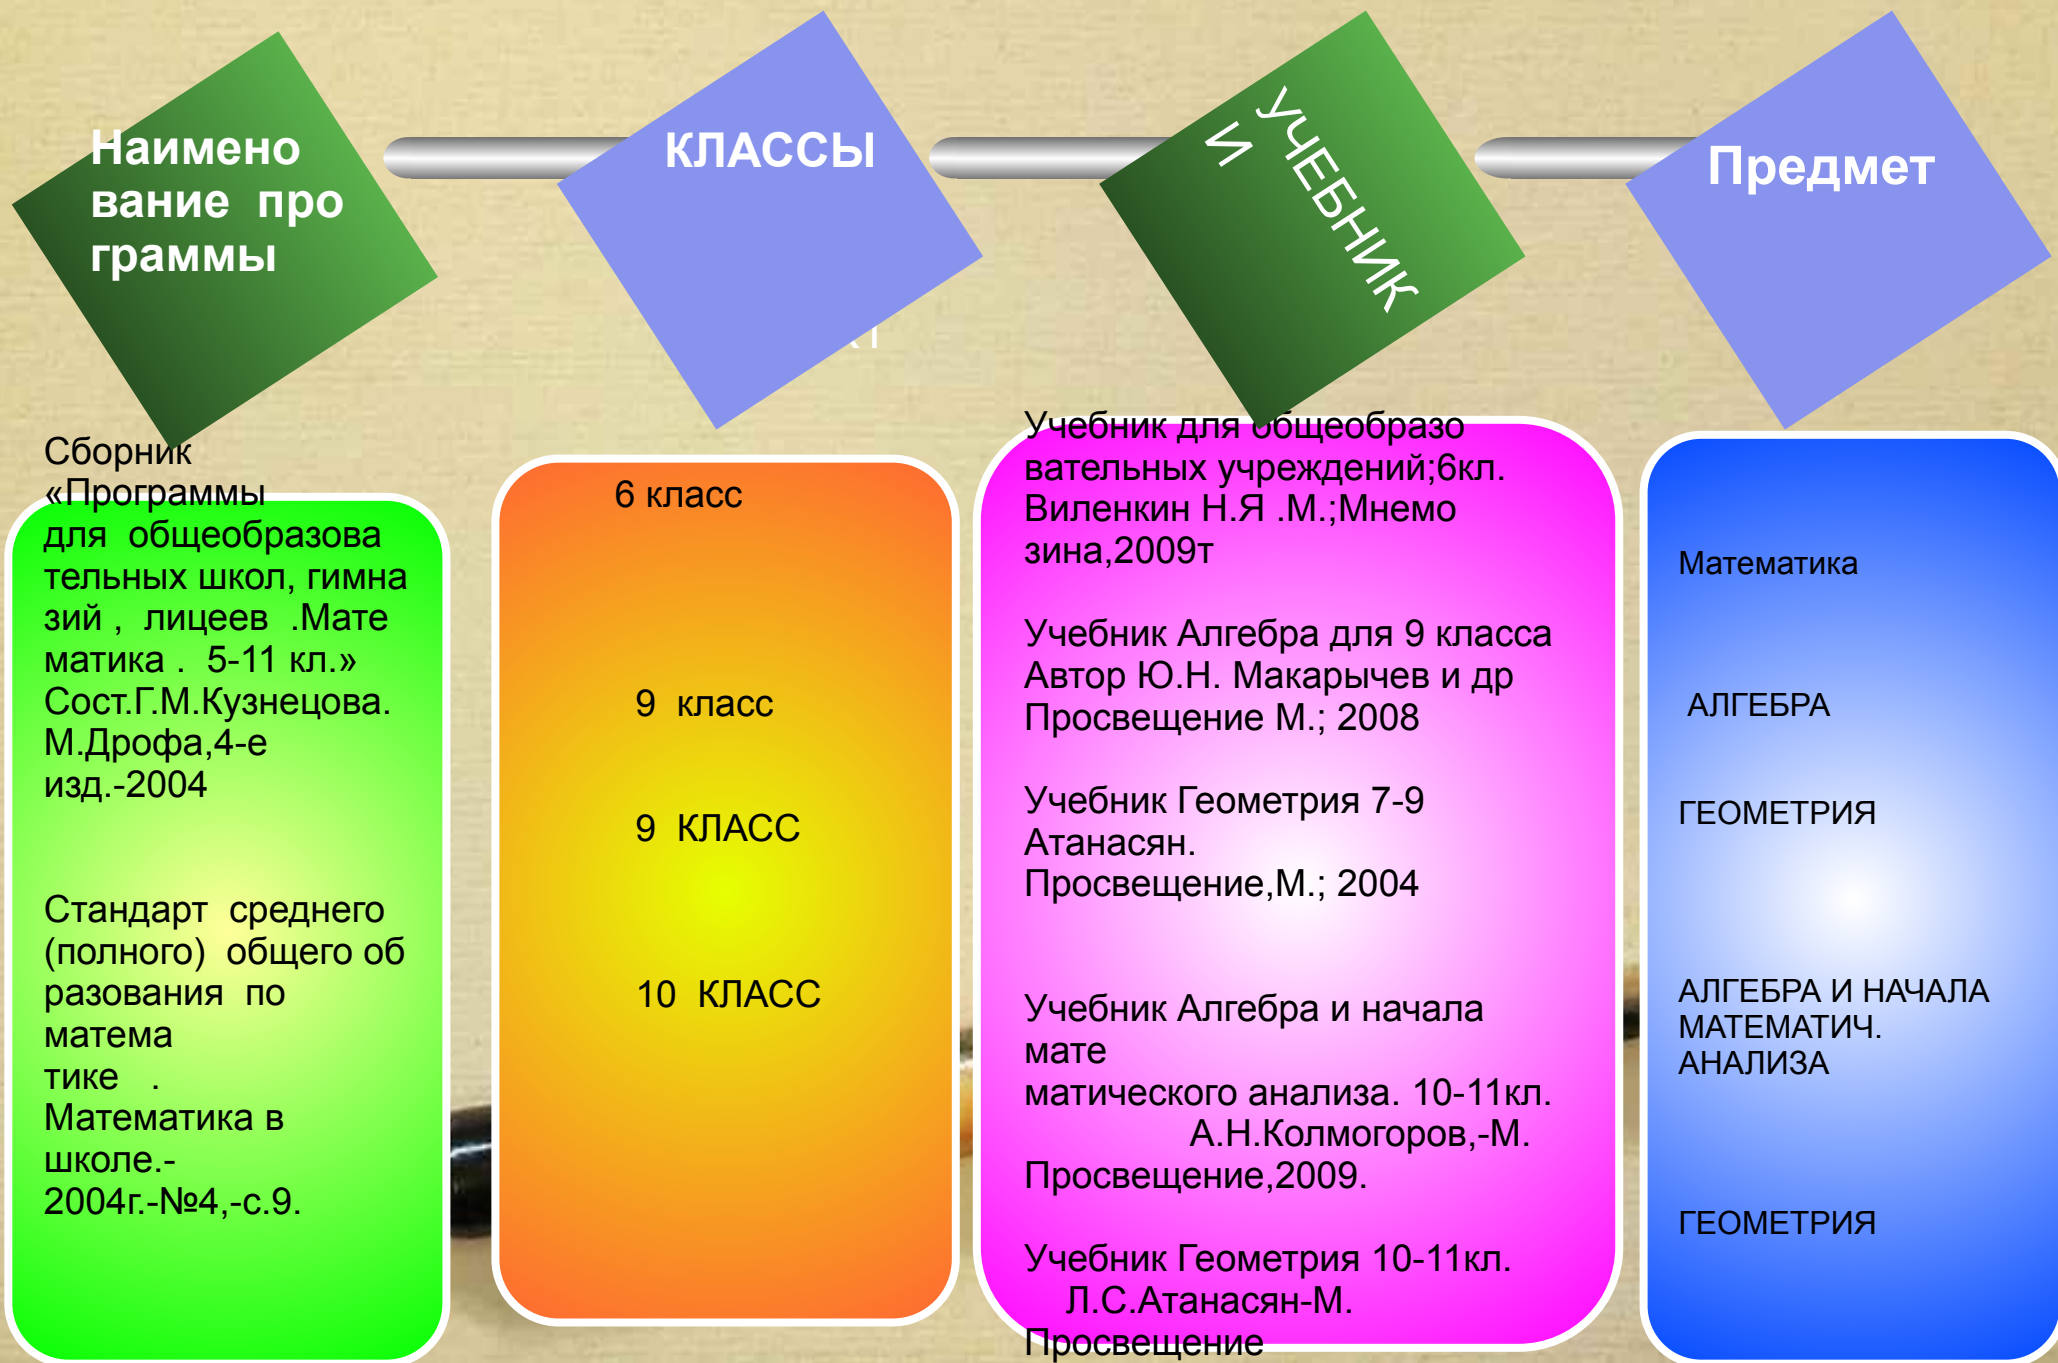 Наимено
вание про
граммы
КЛАССЫ
УЧЕБНИК
И
Предмет
Сборник
«Программы
для общеобразова
тельных школ, гимна
зий , лицеев .Мате
матика . 5-11 кл.»
Сост.Г.М.Кузнецова.
М.Дрофа,4-е
изд.-2004
Стандарт среднего
(полного) общего об
разования по
матема
тике .
Математика в
школе.-
2004г.-№4,-с.9.
6 класс
9 класс
9 КЛАСС
10 КЛАСС
Учебник для общеобразо
вательных учреждений;6кл.
Виленкин Н.Я .М.;Мнемо
зина,2009т
Учебник Алгебра для 9 класса
Автор Ю.Н. Макарычев и др
Просвещение М.; 2008
Учебник Геометрия 7-9
Атанасян.
Просвещение,М.; 2004
Учебник Алгебра и начала
мате
матического анализа. 10-11кл.
А.Н.Колмогоров,-М.
Просвещение,2009.
Учебник Геометрия 10-11кл.
Л.С.Атанасян-М.
Просвещение
Математика
АЛГЕБРА
ГЕОМЕТРИЯ
АЛГЕБРА И НАЧАЛА
МАТЕМАТИЧ.
АНАЛИЗА
ГЕОМЕТРИЯ